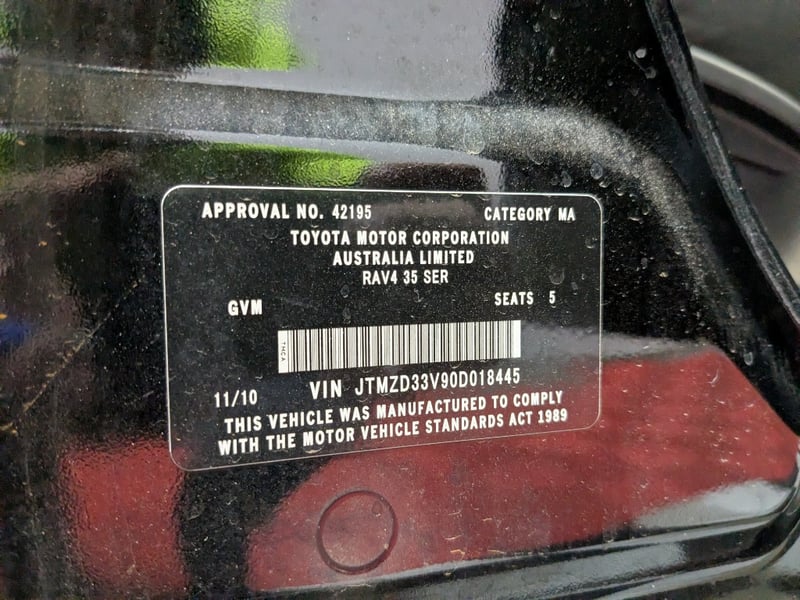 APPROVAL NO. 42195 CATEGORY MA
TOYOTA MOTOR CORPORATION
AUSTRALIA LIMITED
RAV4 35 SER
GVM SEATS 5
TMCA
11/10 VIN JTMZD33V90D018445
THIS VEHICLE WAS MANUFACTURED TO COMPLY
WITH THE MOTOR VEHICLE STANDARDS ACT 1989